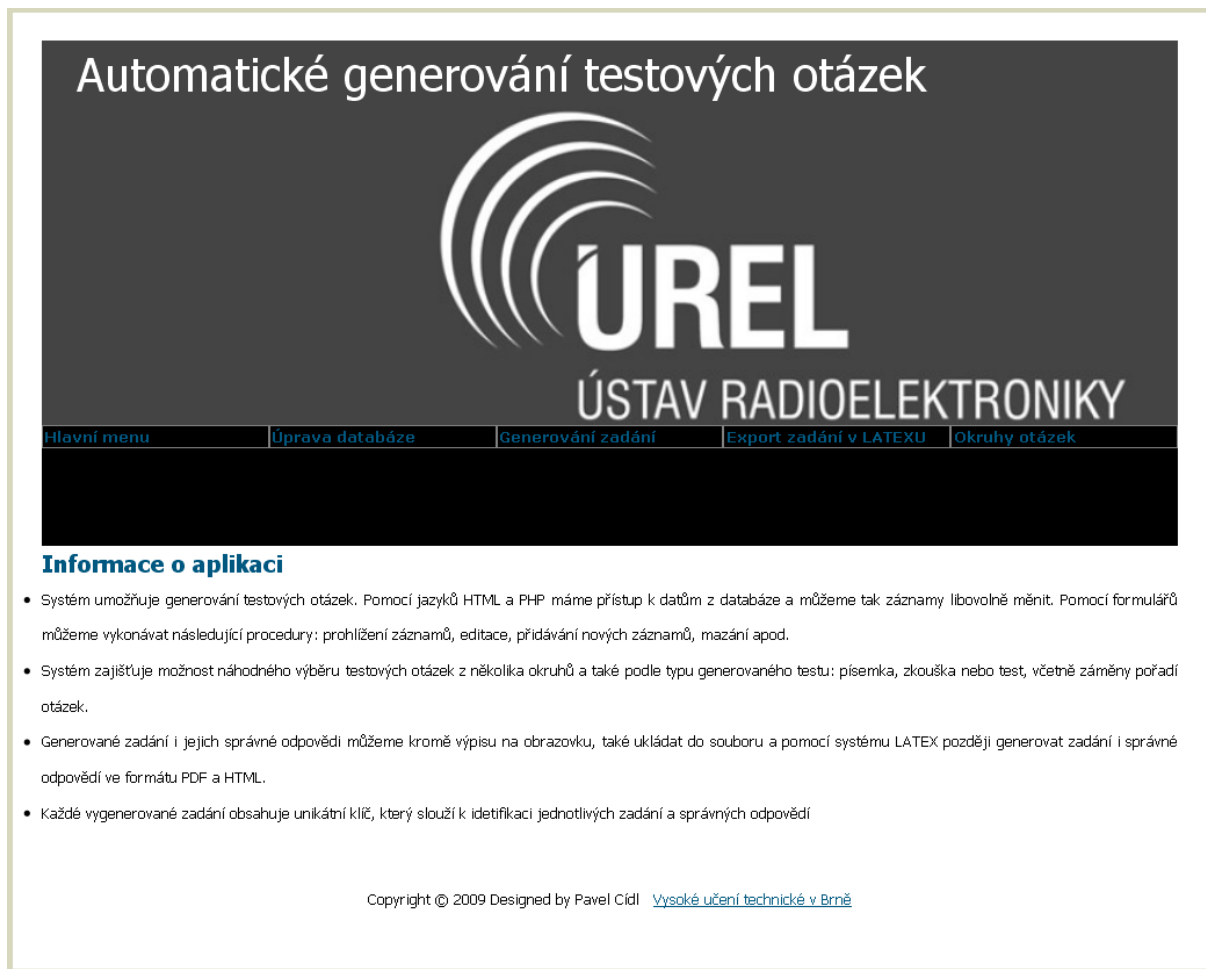 Automatické generování testových otázek
UREL
ÚSTAV RADIOELEKTRONIKY
Hlavní menu
Úprava databáze
Generování zadání
Export zadání v LATEXU
Okruhy otázek
Informace o aplikaci
• Systém umožňuje generování testových otázek. Pomocí jazyků HTML a PHP máme přístup k datům z databáze a můžeme tak záznamy libovolně měnit. Pomocí formulářů
můžeme vykonávat následující procedury: prohlížení záznamů, editace, přidávání nových záznamů, mazání apod.
• Systém zajišťuje možnost náhodného výběru testových otázek z několika okruhů a také podle typu generovaného testu: písemka, zkouška nebo test, včetně záměny pořadí
otázek.
• Generované zadání i jejich správné odpovědi můžeme kromě výpisu na obrazovku, také ukládat do souboru a pomocí systému LATEX později generovat zadání i správné
odpovědí ve formátu PDF a HTML.
• Každé vygenerované zadání obsahuje unikátní klíč, který slouží k idetifikaci jednotlivých zadání a správných odpovědí
Copyright © 2009 Designed by Pavel Cídl Vysoké učení technické v Brně